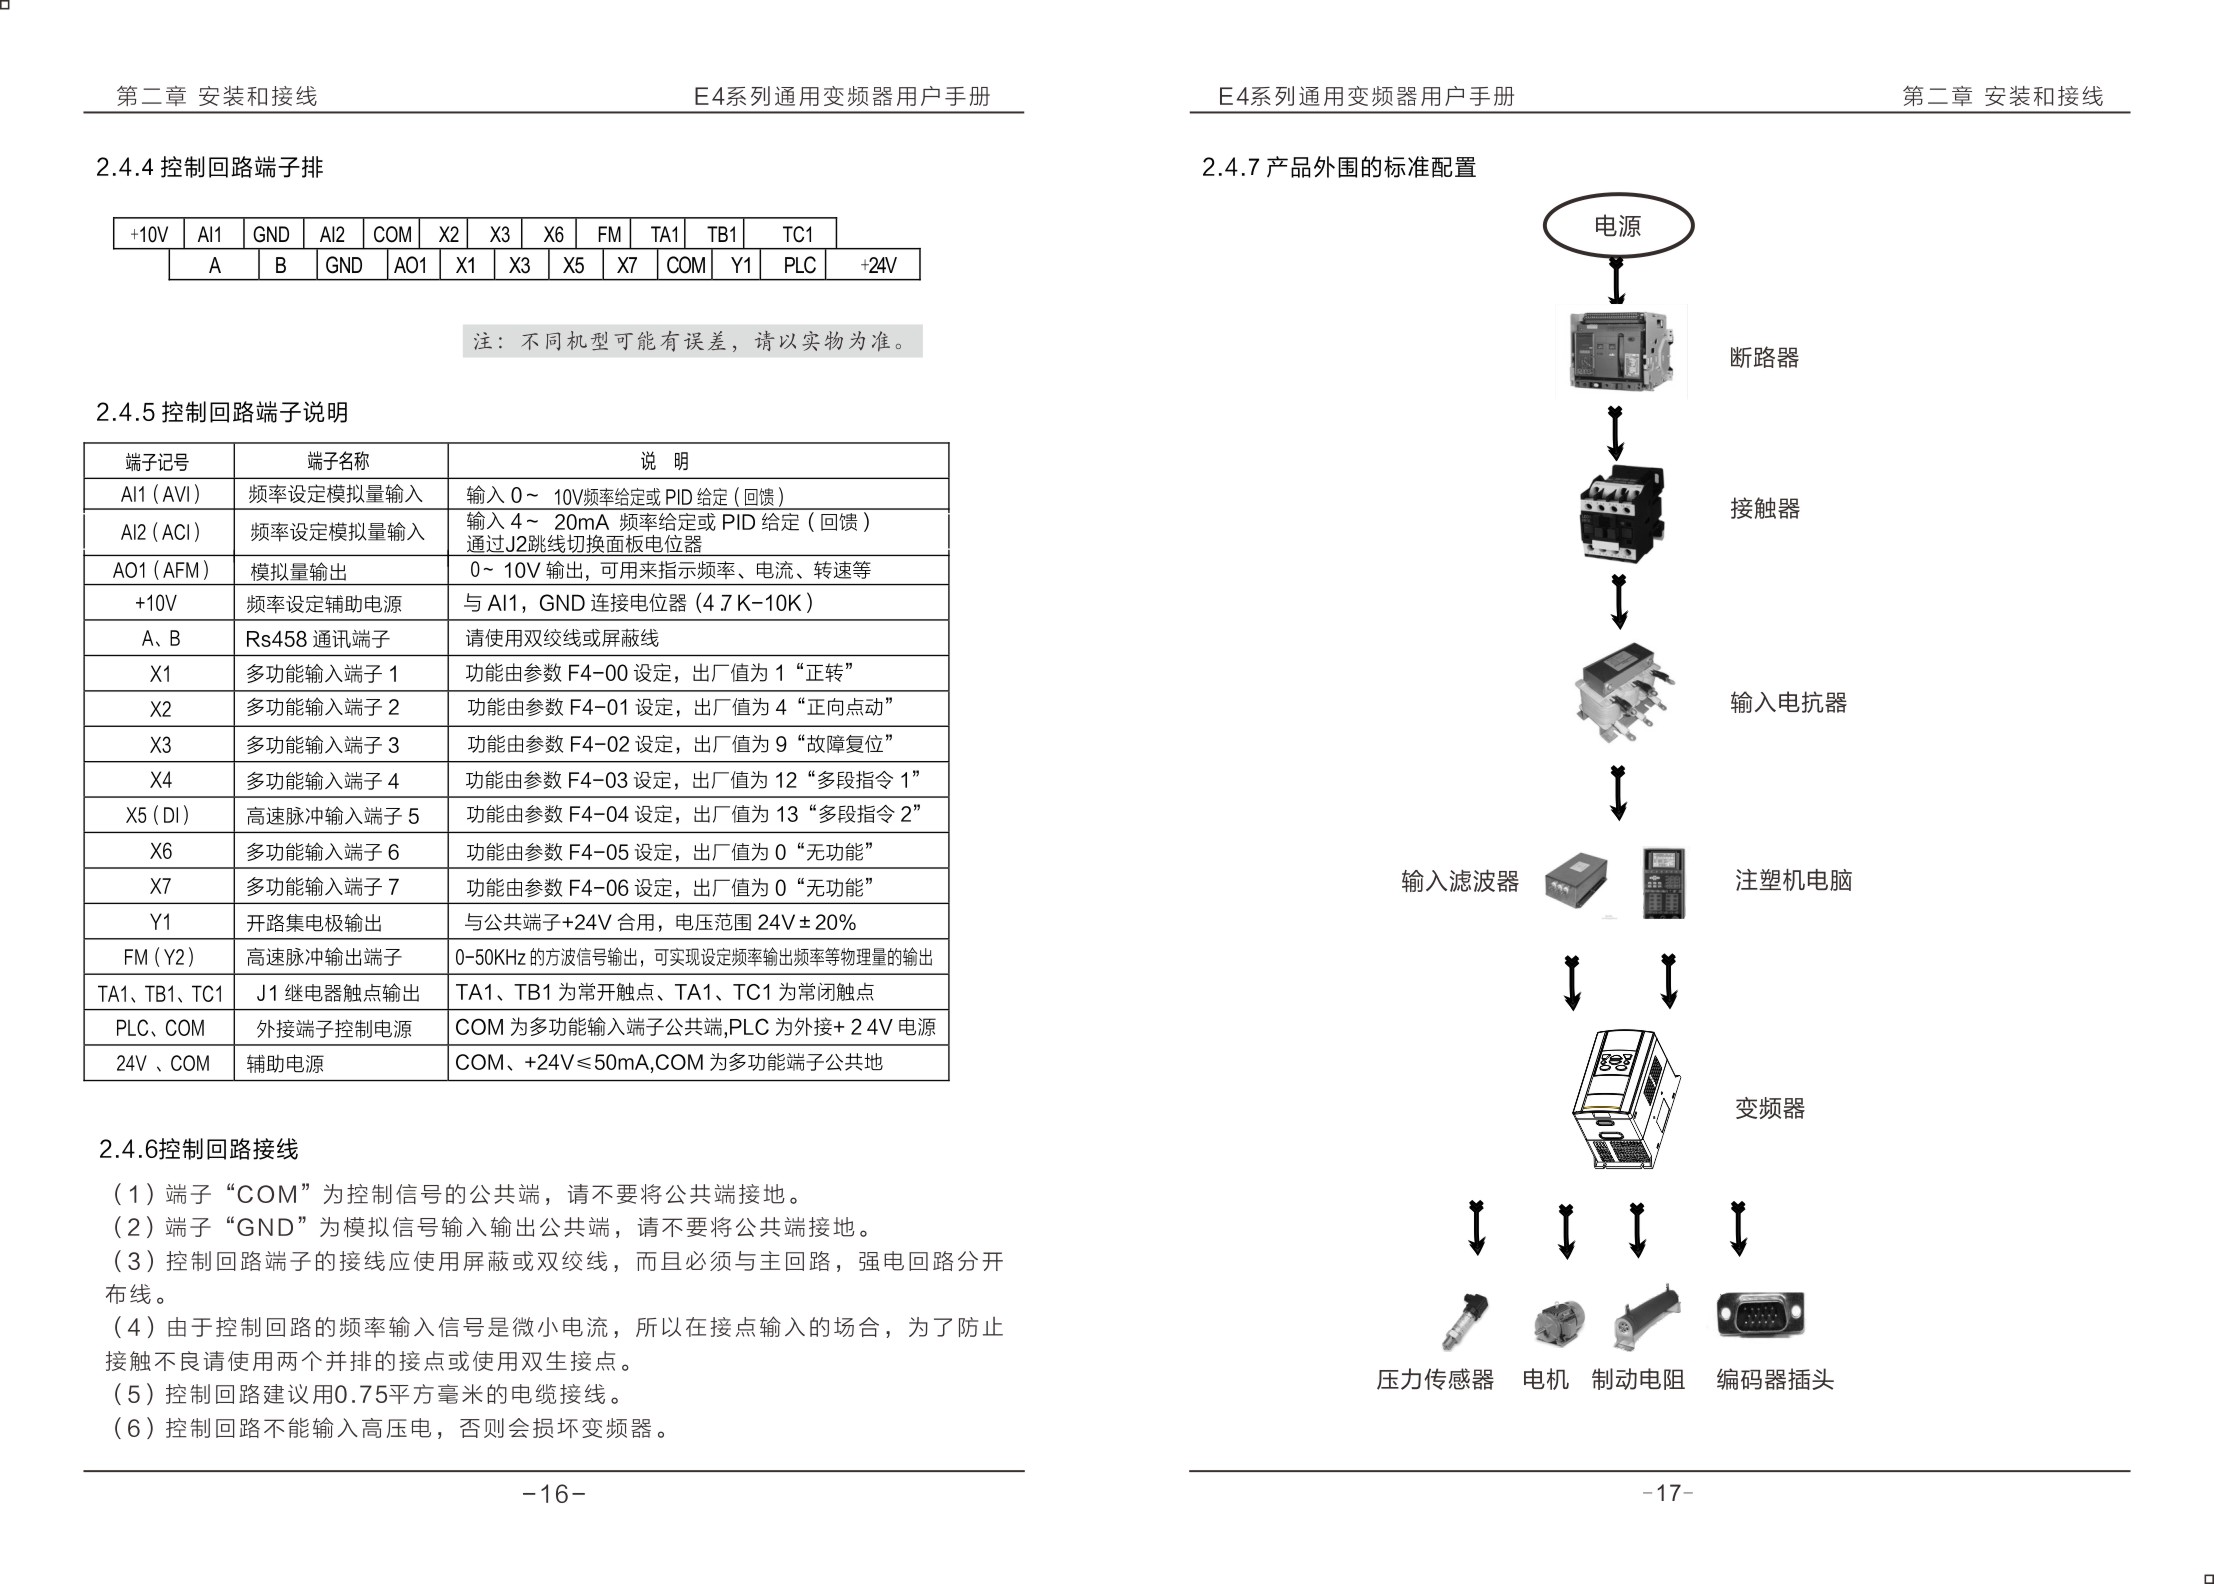 第二章 安装和接线
E4系列通用变频器用户手册
2.4.4 控制回路端子排
+10V AI1 GND AI2 COM X2 X3 X6 FM TA1 TB1 TC1
A B GND AO1 X1 X3 X5 X7 COM Y1 PLC +24V
注：不同机型可能有误差，请以实物为准。
2.4.5 控制回路端子说明
端子记号 端子名称 说 明
AI1（AVI） 频率设定模拟量输入 输入 0～ 10V频率给定或 PID 给定（回馈）
AI2（ACI） 频率设定模拟量输入 输入 4～ 20mA 频率给定或 PID 给定（回馈）
通过J2跳线切换面板电位器
AO1（AFM） 模拟量输出 0～ 10V 输出，可用来指示频率、电流、转速等
+10V 频率设定辅助电源 与 AI1，GND 连接电位器（4.7K-10K）
A、B Rs458 通讯端子 请使用双绞线或屏蔽线
X1 多功能输入端子 1 功能由参数 F4-00 设定，出厂值为 1“正转”
X2 多功能输入端子 2 功能由参数 F4-01 设定，出厂值为 4“正向点动”
X3 多功能输入端子 3 功能由参数 F4-02 设定，出厂值为 9“故障复位”
X4 多功能输入端子 4 功能由参数 F4-03 设定，出厂值为 12“多段指令 1”
X5（DI） 高速脉冲输入端子 5 功能由参数 F4-04 设定，出厂值为 13“多段指令 2”
X6 多功能输入端子 6 功能由参数 F4-05 设定，出厂值为 0“无功能”
X7 多功能输入端子 7 功能由参数 F4-06 设定，出厂值为 0“无功能”
Y1 开路集电极输出 与公共端子+24V 合用，电压范围 24V±20%
FM（Y2） 高速脉冲输出端子 0-50KHz 的方波信号输出，可实现设定频率输出频率等物理量的输出
TA1、TB1、TC1 J1 继电器触点输出 TA1、TB1 为常开触点、TA1、TC1 为常闭触点
PLC、COM 外接端子控制电源 COM 为多功能输入端子公共端,PLC 为外接+ 2 4V 电源
24V 、COM 辅助电源 COM、+24V≤50mA,COM 为多功能端子公共地
2.4.6控制回路接线
（1）端子“COM”为控制信号的公共端，请不要将公共端接地。
（2）端子“GND”为模拟信号输入输出公共端，请不要将公共端接地。
（3）控制回路端子的接线应使用屏蔽或双绞线，而且必须与主回路，强电回路分开
布线。
（4）由于控制回路的频率输入信号是微小电流，所以在接点输入的场合，为了防止
接触不良请使用两个并排的接点或使用双生接点。
（5）控制回路建议用0.75平方毫米的电缆接线。
（6）控制回路不能输入高压电，否则会损坏变频器。
-16-
E4系列通用变频器用户手册
第二章 安装和接线
2.4.7 产品外围的标准配置
电源
断路器
接触器
输入电抗器
输入滤波器 注塑机电脑
变频器
压力传感器 电机 制动电阻 编码器插头
-17-